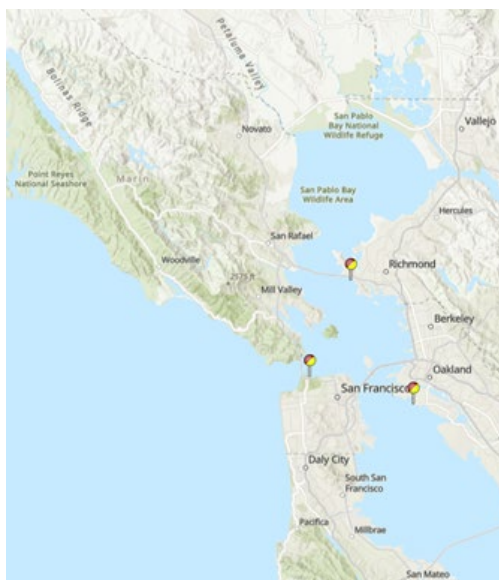 Petaluma Valley
Bolinas Ridge
Novato
San Pablo
Bay National
Wildlife Refuge
Vallejo
Point Reyes
National Seashore
Marin
San Pablo Bay
Wildlife Area
Hercules
San Rafael
Woodville
2575 ft
Richmond
Mill Valley
Berkeley
Oakland
San Francisco
Daly City
South San
Francisco
Pacifica
Millbrae
San Mateo